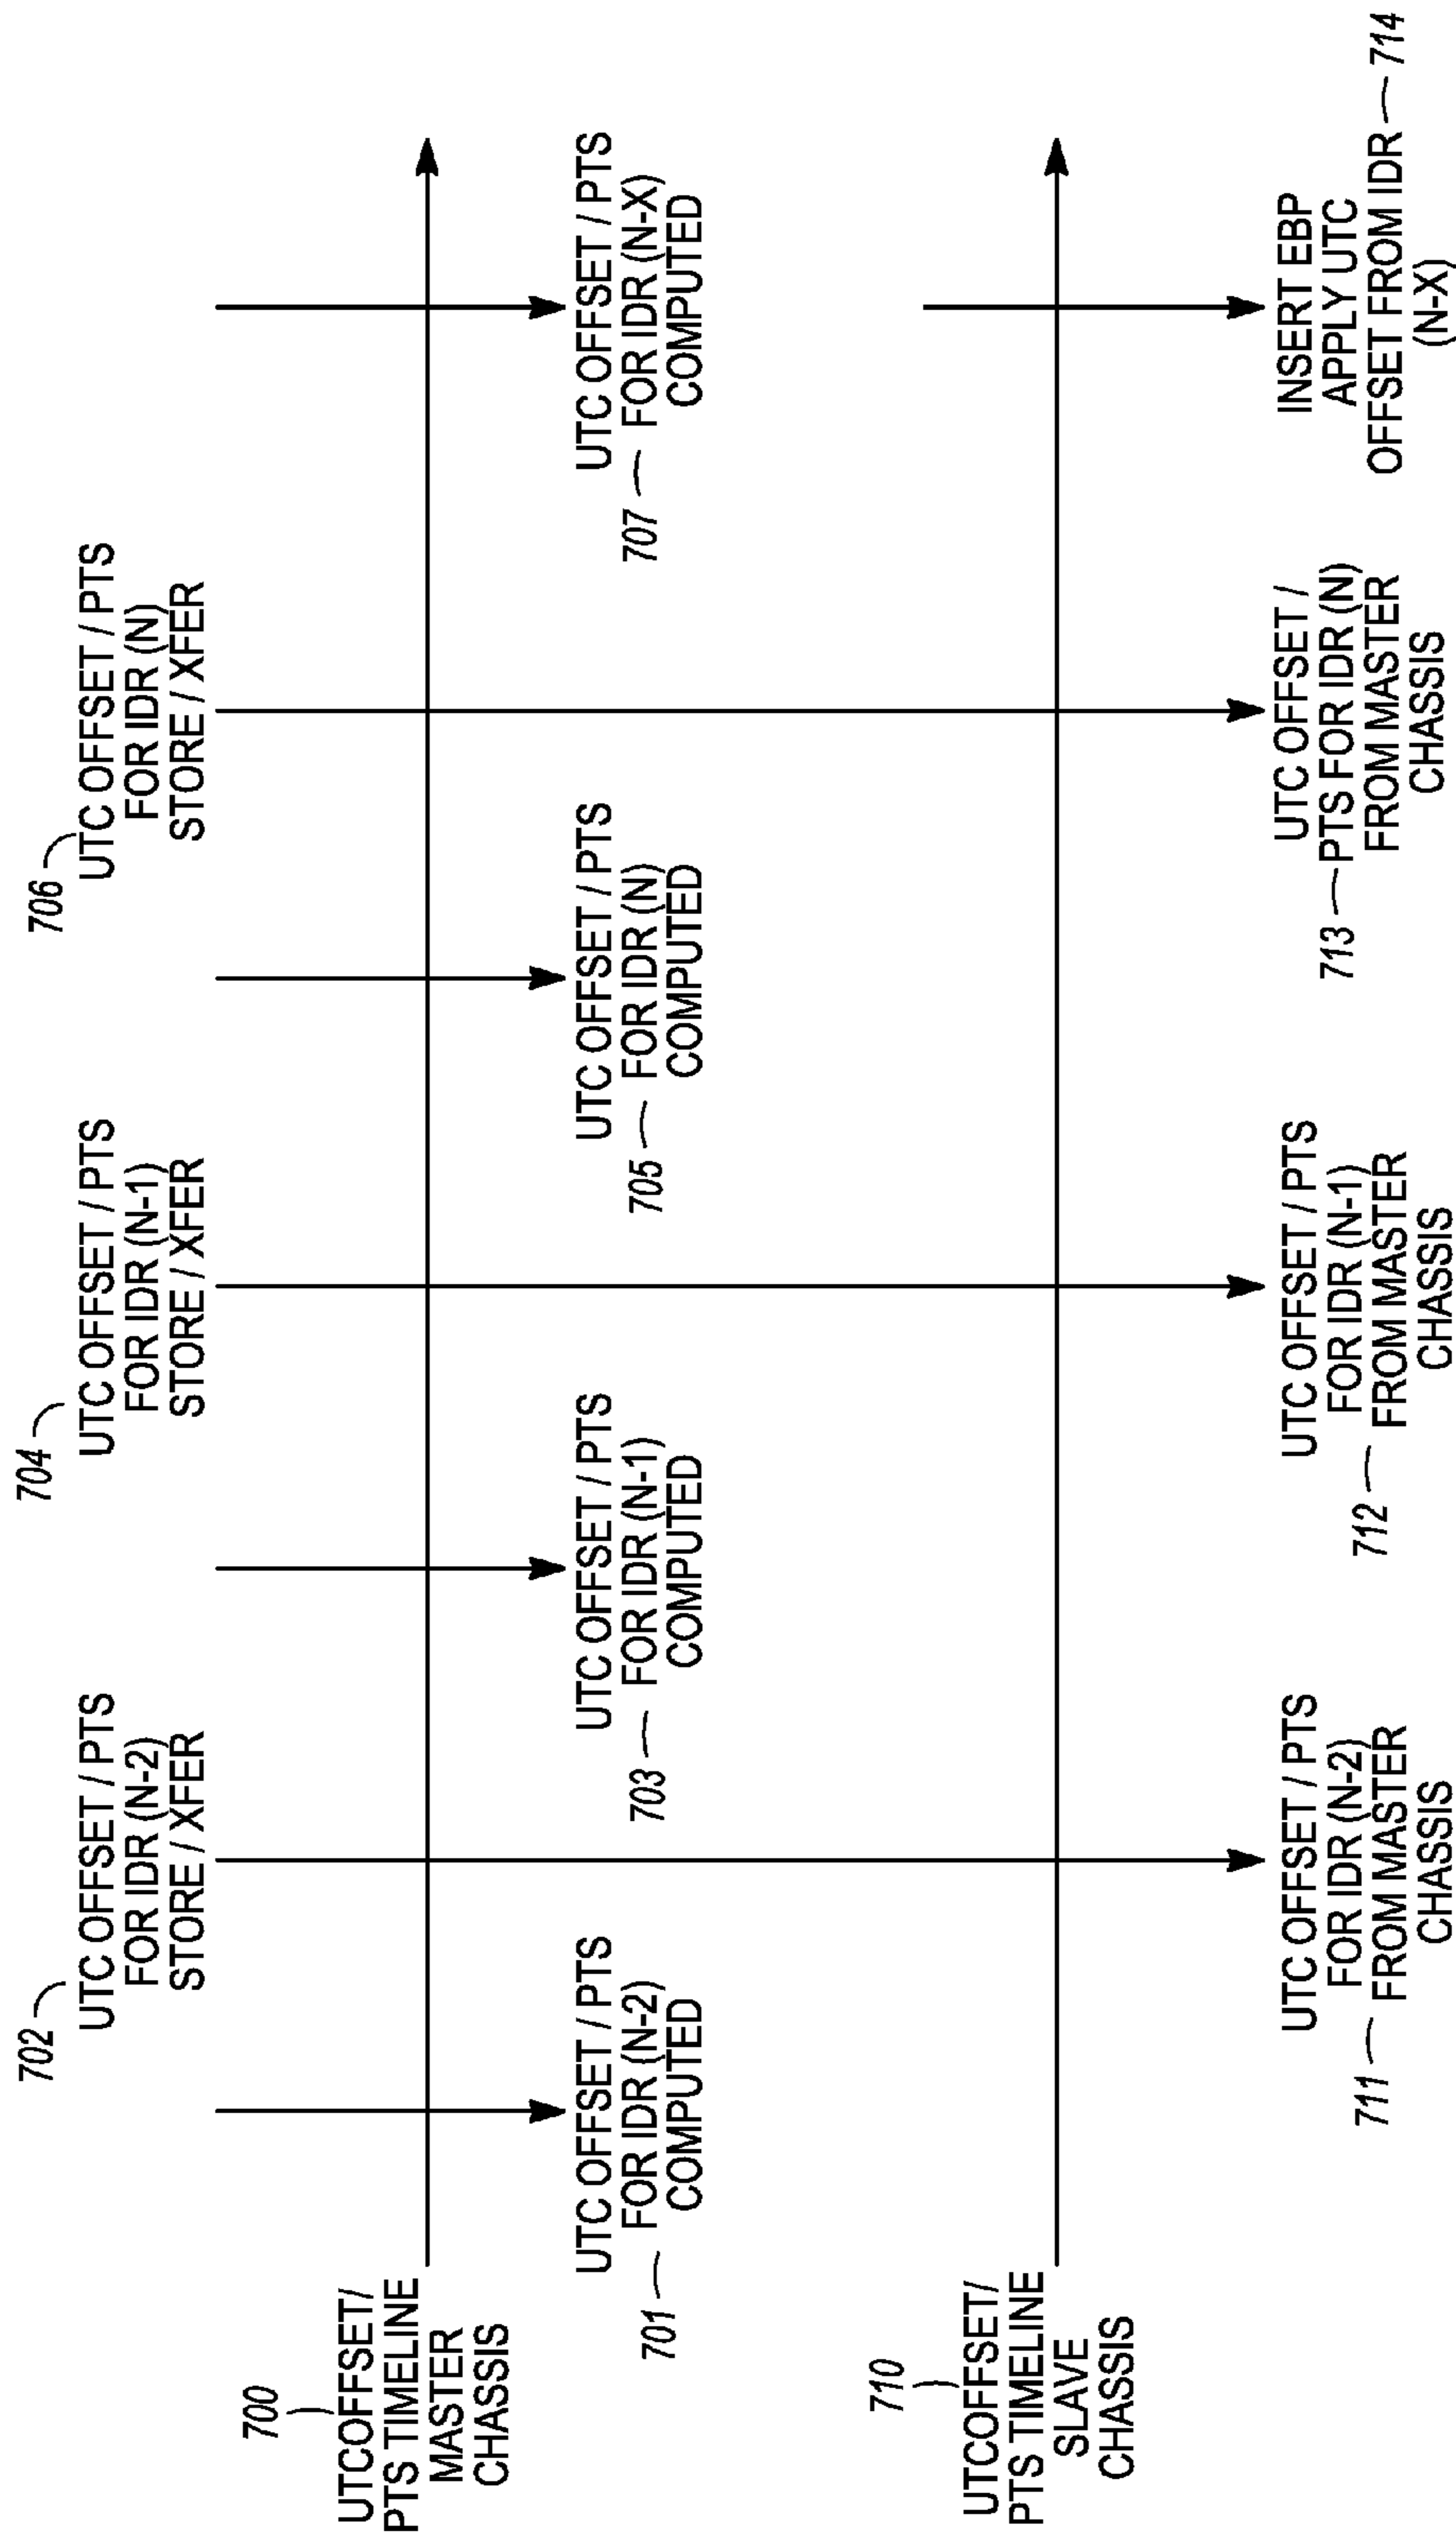 702
UTC OFFSET / PTS
FOR IDR (N-2)
STORE / XFER
704
UTC OFFSET / PTS
FOR IDR (N-1)
STORE / XFER
706
UTC OFFSET / PTS
FOR IDR (N)
STORE / XFER
700
UTCOFFSET/
PTS TIMELINE
MASTER
CHASSIS
UTC OFFSET / PTS
701 FOR IDR (N-2)
COMPUTED
UTC OFFSET / PTS
703 FOR IDR (N-1)
COMPUTED
UTC OFFSET / PTS
705 FOR IDR (N)
COMPUTED
UTC OFFSET / PTS
707 FOR IDR (N-X)
COMPUTED
710
UTCOFFSET/
PTS TIMELINE
SLAVE
CHASSIS
UTC OFFSET / PTS
FOR IDR (N-2)
711 FROM MASTER
CHASSIS
UTC OFFSET / PTS
FOR IDR (N-1)
712 FROM MASTER
CHASSIS
UTC OFFSET /
713 PTS FOR IDR (N)
FROM MASTER
CHASSIS
INSERT EBP
APPLY UTC
OFFSET FROM IDR 714
(N-X)